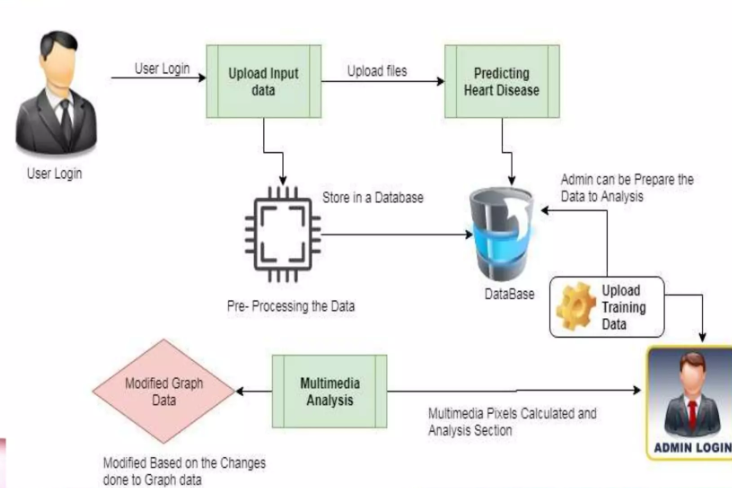 User Login
Upload Input
data
Upload files
Predicting
Heart Disease
User Login
Store in a Database
Admin can be Prepare the
Data to Analysis
Pre- Processing the Data
DataBase
Upload
Training
Data
Modified Graph
Data
Multimedia
Analysis
Multimedia Pixels Calculated and
Analysis Section
ADMIN LOGIN
Modified Based on the Changes
done to Graph data